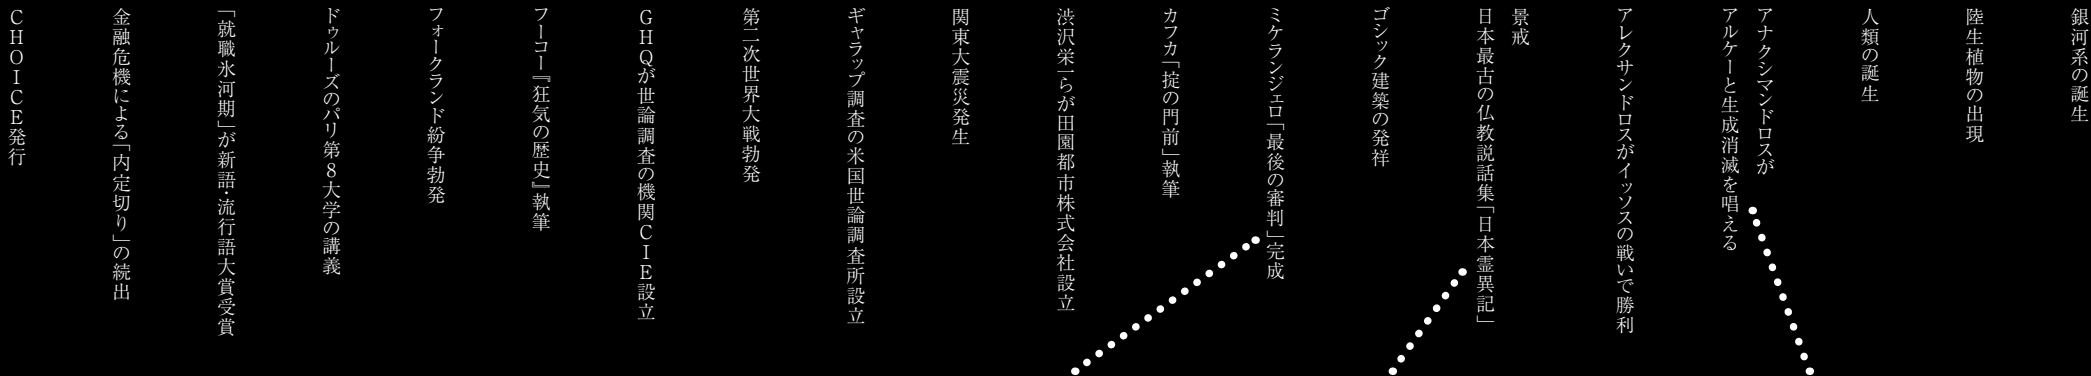 銀河系の誕生
陸生植物の出現
人類の誕生
アナクシマンドロスが
アルケーと生成消滅を唱える
アレクサンドロスがイッソスの戦いで勝利
景戒
日本最古の仏教説話集「日本霊異記」
ゴシック建築の発祥
ミケランジェロ「最後の審判」完成
カフカ「掟の門前」執筆
渋沢栄一らが田園都市株式会社設立
関東大震災発生
ギャラップ調査の米国世論調査所設立
第二次世界大戦勃発
GHQが世論調査の機関CIE設立
フーコー『狂気の歴史』執筆
フォークランド紛争勃発
ドゥルーズのパリ第8大学の講義
「就職氷河期」が新語・流行語大賞受賞
金融危機による「内定切り」の続出
CHOICE発行